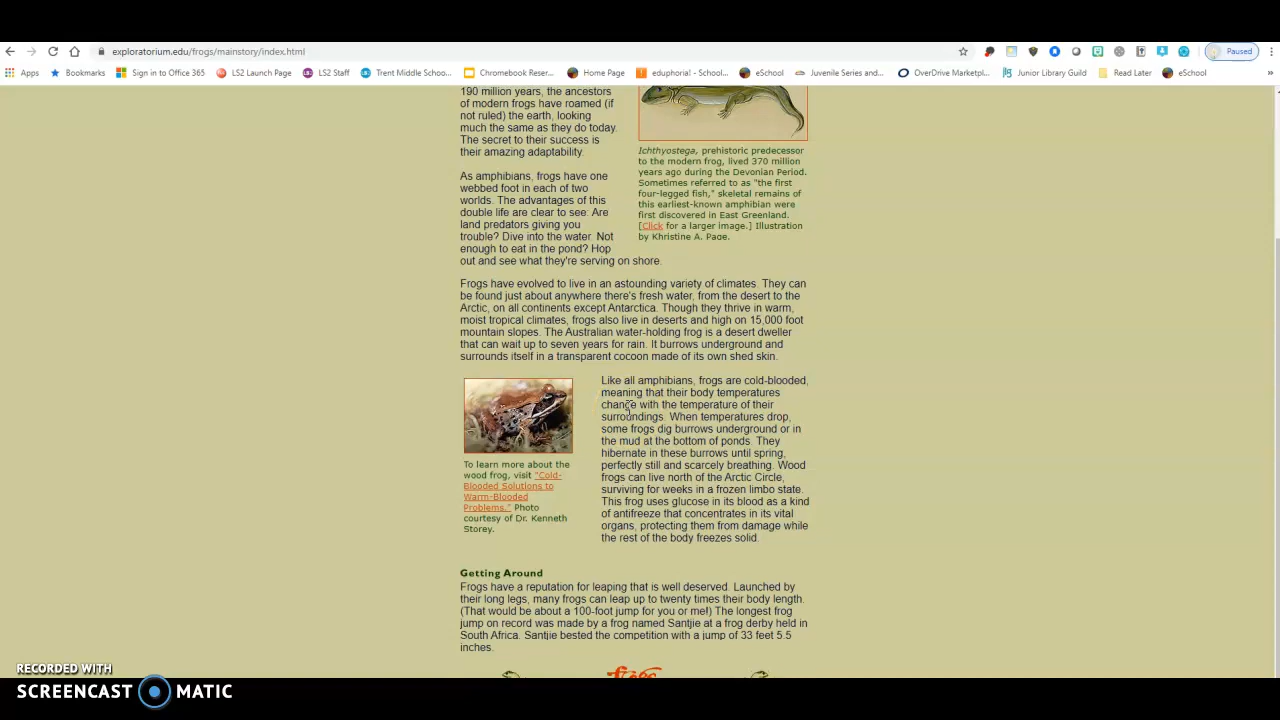 exploratorium.edu/frogs/mainstory/index.html
Paused
Apps
Bookmarks
Sign in to Office 365
LS2 Launch Page
LS2 Staff
Trent Middle Schoo...
Chromebook Reser...
Home Page
eduphoria! - School...
eSchool
Juvenile Series and...
OverDrive Marketpl...
Junior Library Guild
Read Later
eSchool
»
190 million years, the ancestors
of modern frogs have roamed (if
not ruled) the earth, looking
much the same as they do today.
The secret to their success is
their amazing adaptability.
As amphibians, frogs have one
webbed foot in each of two
worlds. The advantages of this
double life are clear to see: Are
land predators giving you
trouble? Dive into the water. Not
enough to eat in the pond? Hop
out and see what they're serving on shore.
Ichthyostega, prehistoric predecessor
to the modern frog, lived 370 million
years ago during the Devonian Period.
Sometimes referred to as "the first
four-legged fish," skeletal remains of
this earliest-known amphibian were
first discovered in East Greenland.
[Click for a larger image.] Illustration
by Khristine A. Page.
Frogs have evolved to live in an astounding variety of climates. They can
be found just about anywhere there's fresh water, from the desert to the
Arctic, on all continents except Antarctica. Though they thrive in warm,
moist tropical climates, frogs also live in deserts and high on 15,000 foot
mountain slopes. The Australian water-holding frog is a desert dweller
that can wait up to seven years for rain. It burrows underground and
surrounds itself in a transparent cocoon made of its own shed skin.
To learn more about the
wood frog, visit "Cold-
Blooded Solutions to
Warm-Blooded
Problems." Photo
courtesy of Dr. Kenneth
Storey.
Like all amphibians, frogs are cold-blooded,
meaning that their body temperatures
change with the temperature of their
surroundings. When temperatures drop,
some frogs dig burrows underground or in
the mud at the bottom of ponds. They
hibernate in these burrows until spring,
perfectly still and scarcely breathing. Wood
frogs can live north of the Arctic Circle,
surviving for weeks in a frozen limbo state.
This frog uses glucose in its blood as a kind
of antifreeze that concentrates in its vital
organs, protecting them from damage while
the rest of the body freezes solid.
Getting Around
Frogs have a reputation for leaping that is well deserved. Launched by
their long legs, many frogs can leap up to twenty times their body length.
(That would be about a 100-foot jump for you or me!) The longest frog
jump on record was made by a frog named Santjie at a frog derby held in
South Africa. Santjie bested the competition with a jump of 33 feet 5.5
inches.
RECORDED WITH
SCREENCAST MATIC